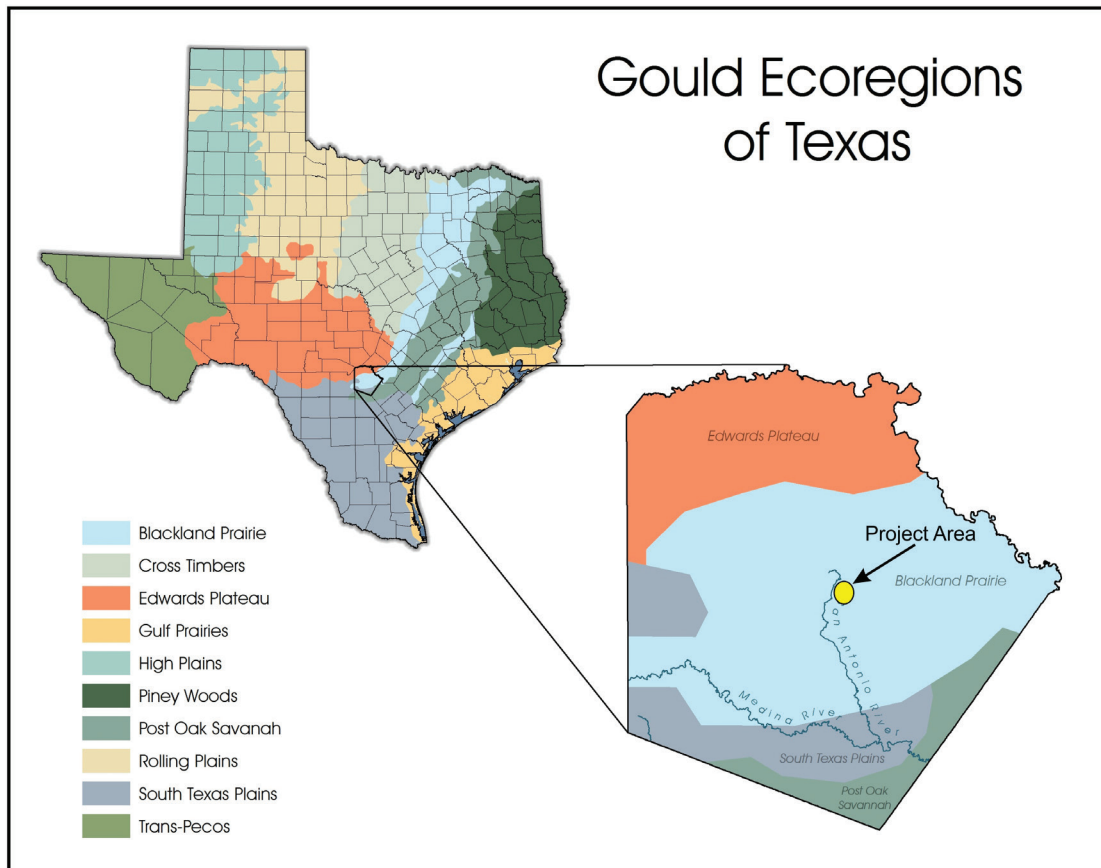 Gould Ecoregions
of Texas
Blackland Prairie
Cross Timbers
Edwards Plateau
Gulf Prairies
High Plains
Piney Woods
Post Oak Savanah
Rolling Plains
South Texas Plains
Trans-Pecos
Edwards Plateau
Project Area
Blackland Prairie
an Antonio River
Medina River
South Texas Plains
Post Oak
Savannah